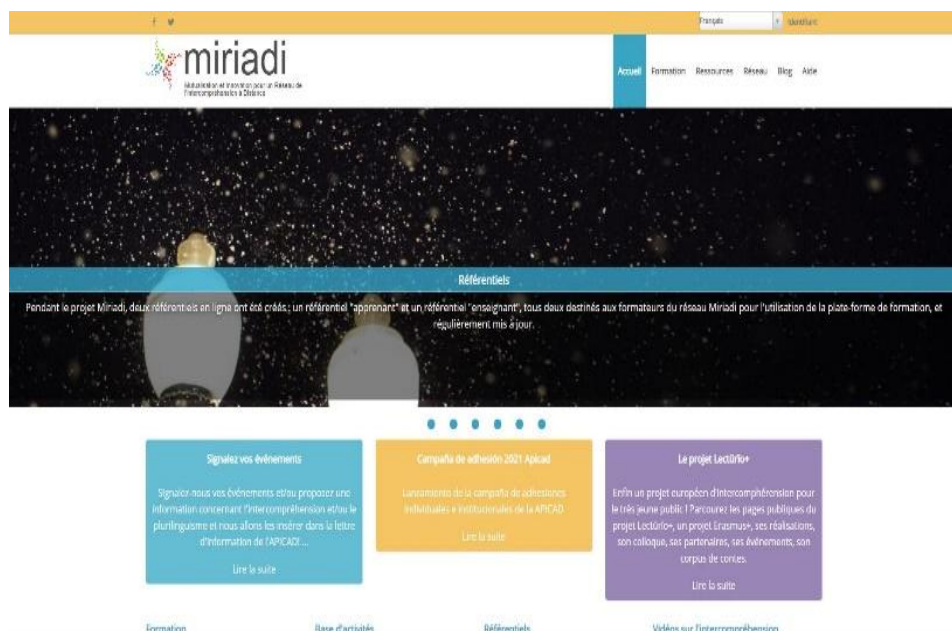 f
Français
Identifiant
miriadi
Mutualisation et Innovation pour un Réseau de
l'Intercompréhension à Distance
Accueil Formation Ressources Réseau Blog Aide
Référentiels
Pendant le projet Miriadi, deux référentiels en ligne ont été créés : un référentiel "apprenant" et un référentiel "enseignant", tous deux destinés aux formateurs du réseau Miriadi pour l'utilisation de la plate-forme de formation, et
régulièrement mis à jour.
Signalez vos événements
Signalez-nous vos événements et/ou proposer une
information concernant l'intercompréhension et/ou le
plurilinguisme et nous allons les insérer dans la lettre
d'information de l'APICAD! ...
Lire la suite
Campaña de adhesión 2021 Apicad
Lanzamiento de la campaña de adhesiones
individuales e institucionales de la APICAD
Lire la suite
Le projet Lectūrio+
Enfin un projet européen d'intercomphérension pour
le très jeune public ! Parcourez les pages publiques du
projet Lectūrio+, un projet Erasmus+, ses réalisations,
son colloque, ses partenaires, ses événements, son
corpus de contes.
Lire la suite
Formation Base d'activités Référentiels Vidéos sur l'intercompréhension